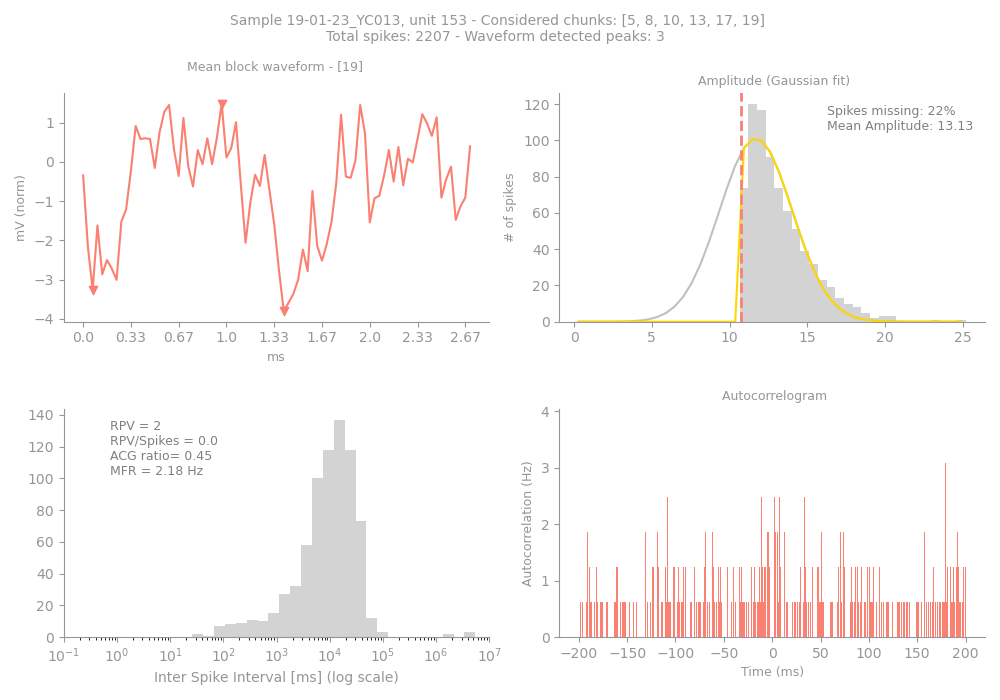 Sample 19-01-23_YC013, unit 153 - Considered chunks: [5, 8, 10, 13, 17, 19]
Total spikes: 2207 - Waveform detected peaks: 3
Mean block waveform - [19]
mV (norm)
1
0
−1
−2
−3
−4
0.0 0.33 0.67 1.0 1.33 1.67 2.0 2.33 2.67
ms
Amplitude (Gaussian fit)
Spikes missing: 22%
Mean Amplitude: 13.13
# of spikes
120
100
80
60
40
20
0
0 5 10 15 20 25
RPV = 2
RPV/Spikes = 0.0
ACG ratio= 0.45
MFR = 2.18 Hz
140
120
100
80
60
40
20
0
10⁻¹ 10⁰ 10¹ 10² 10³ 10⁴ 10⁵ 10⁶ 10⁷
Inter Spike Interval [ms] (log scale)
Autocorrelogram
Autocorrelation (Hz)
4
3
2
1
0
−200 −150 −100 −50 0 50 100 150 200
Time (ms)